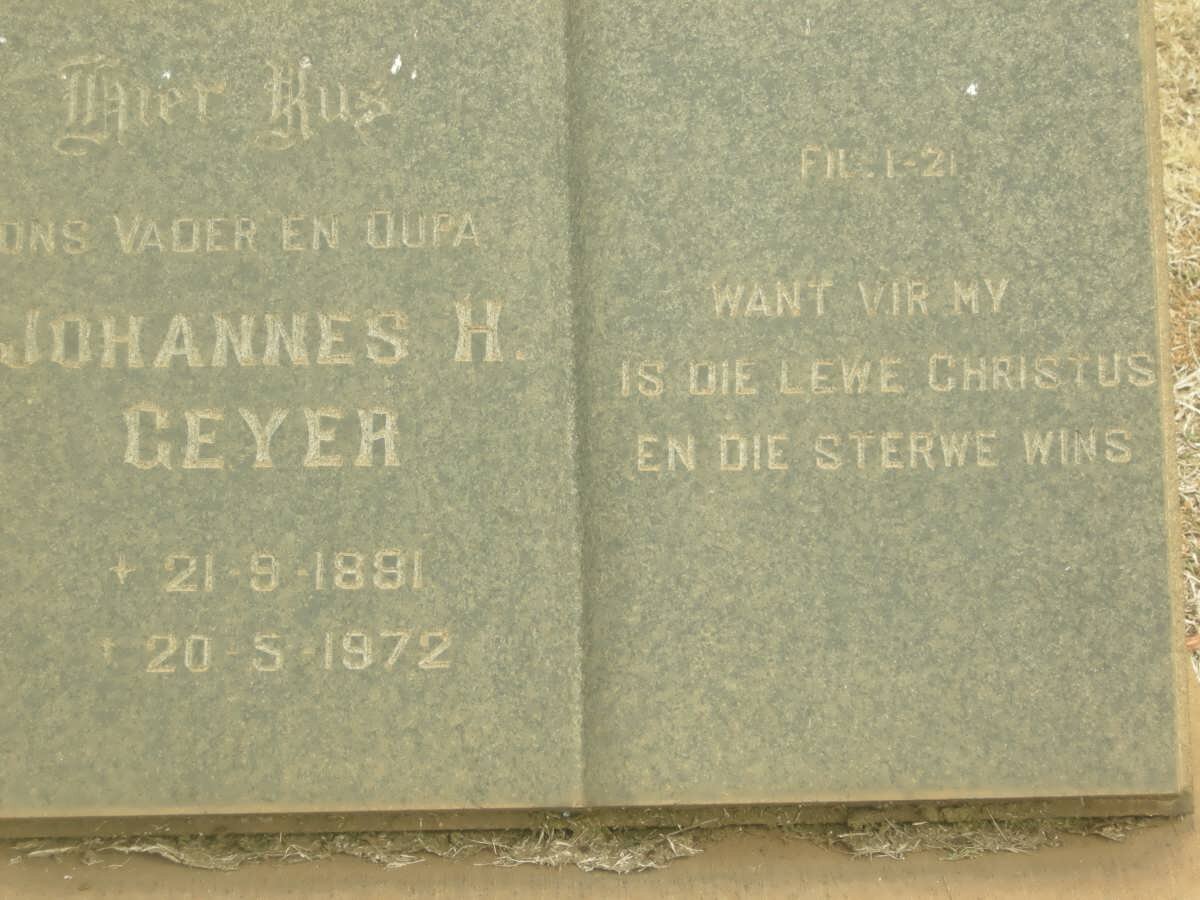 Hier Rus
ONS VADER EN OUPA
JOHANNES H.
GEYER
21-9-1881
20-5-1972
FIL. 1-21
WANT VIR MY
IS DIE LEWE CHRISTUS
EN DIE STERWE WINS